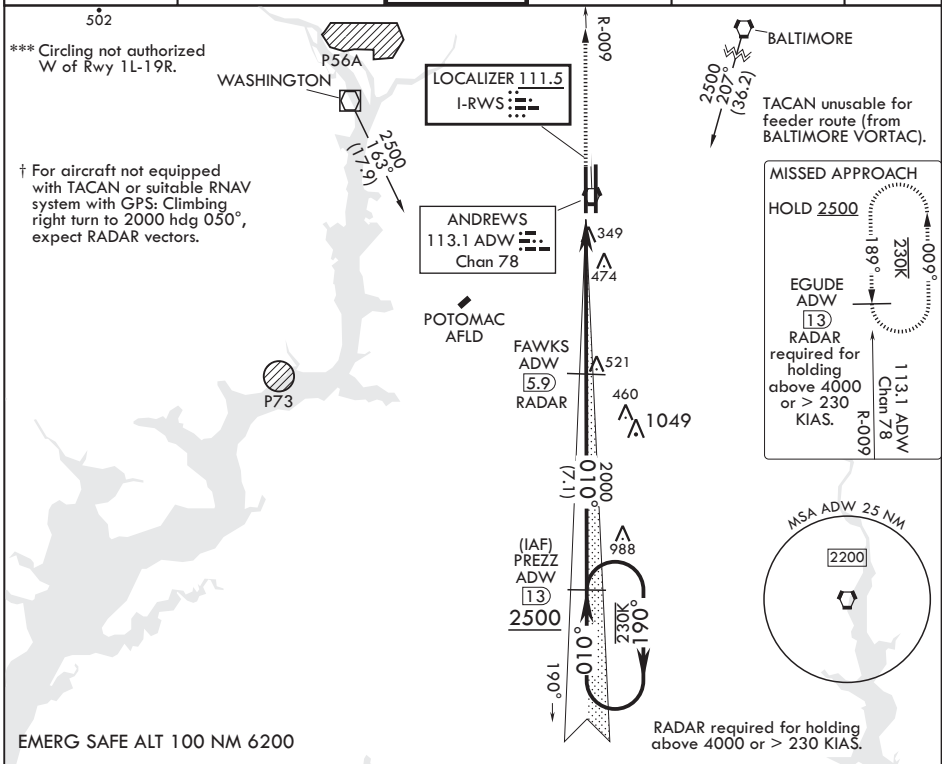 502
*** Circling not authorized
W of Rwy 1L-19R.
P56A
WASHINGTON
2500
163°
(17.9)
LOCALIZER 111.5
I-RWS
R-009
BALTIMORE
2500
207°
(36.2)
TACAN unusable for
feeder route (from
BALTIMORE VORTAC).
† For aircraft not equipped
with TACAN or suitable RNAV
system with GPS: Climbing
right turn to 2000 hdg 050°,
expect RADAR vectors.
ANDREWS
113.1 ADW
Chan 78
349
474
POTOMAC
AFLD
MISSED APPROACH
HOLD 2500
189°
230K
009°
EGUDE
ADW
13
RADAR
required for
holding
above 4000
or > 230
KIAS.
113.1 ADW
Chan 78
R-009
FAWKS
ADW
5.9
RADAR
521
460
1049
P73
2000
010°
(7.1)
988
(IAF)
PREZZ
ADW
13
2500
230K
190°
010°
190°
MSA ADW 25 NM
2200
EMERG SAFE ALT 100 NM 6200
RADAR required for holding
above 4000 or > 230 KIAS.